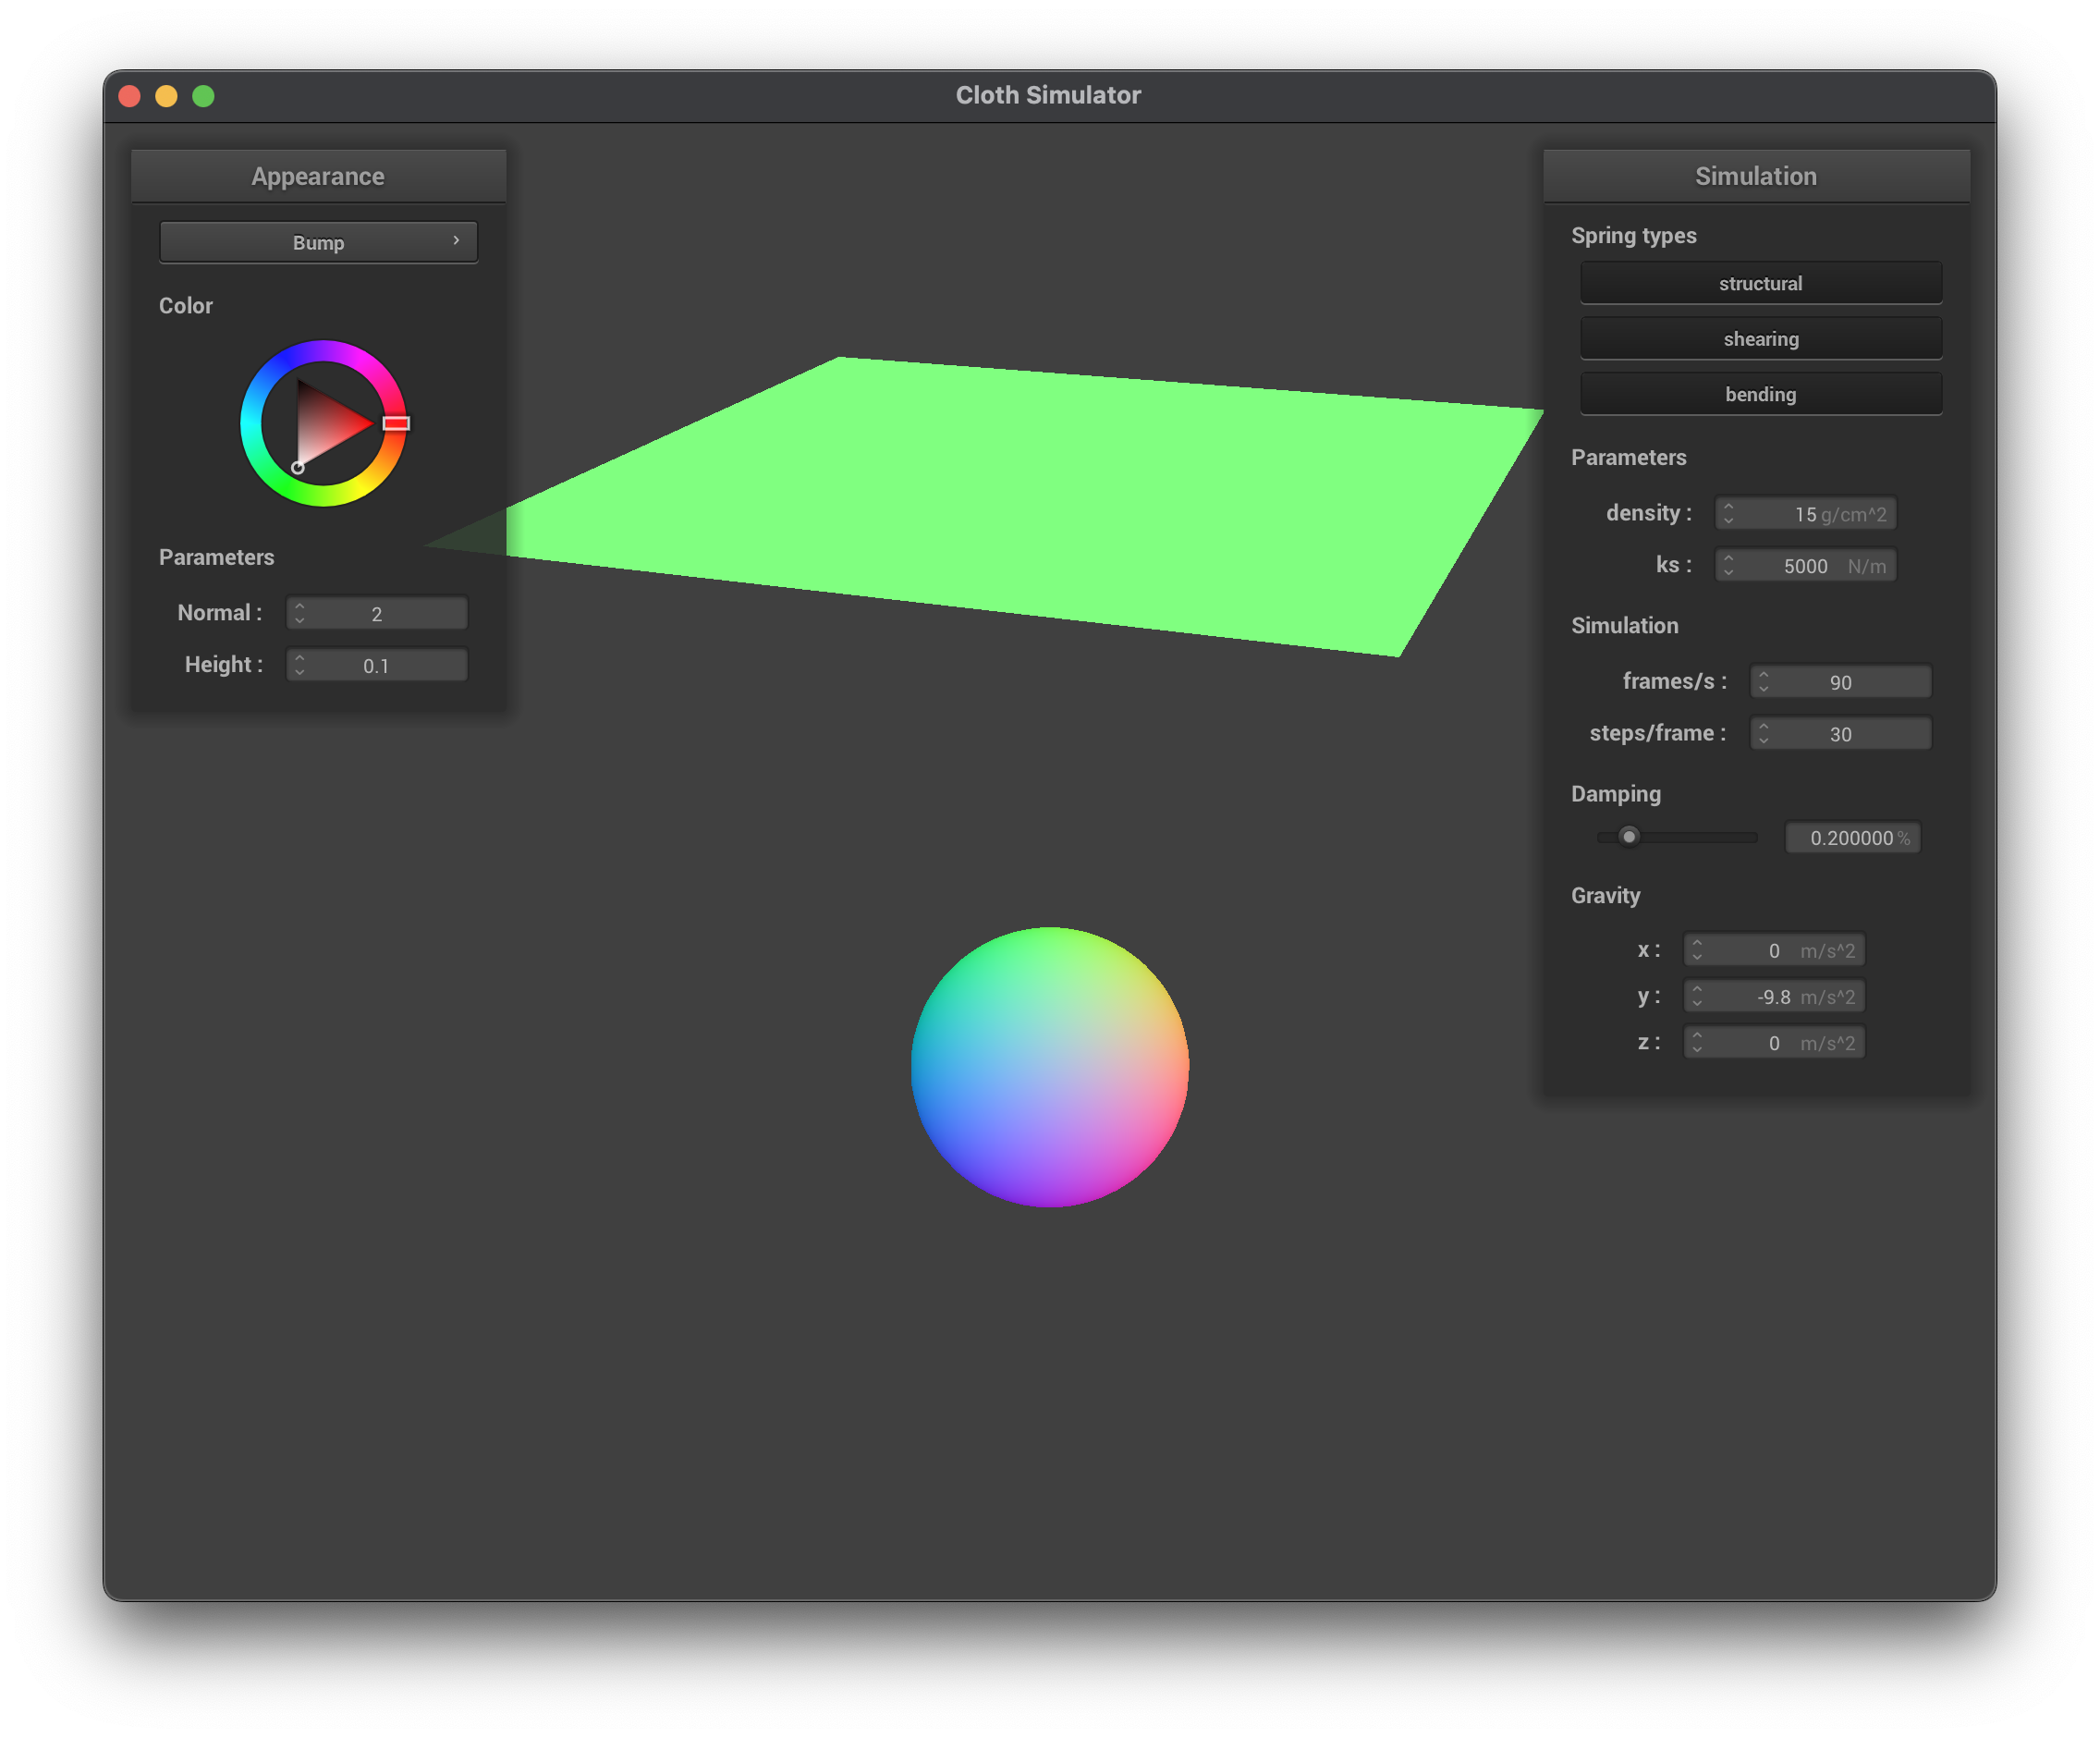 Cloth Simulator
Appearance
Bump
Color
Parameters
Normal : 2
Height : 0.1
Simulation
Spring types
structural
shearing
bending
Parameters
density : 15 g/cm^2
ks : 5000 N/m
Simulation
frames/s : 90
steps/frame : 30
Damping
0.200000 %
Gravity
x : 0 m/s^2
y : -9.8 m/s^2
z : 0 m/s^2